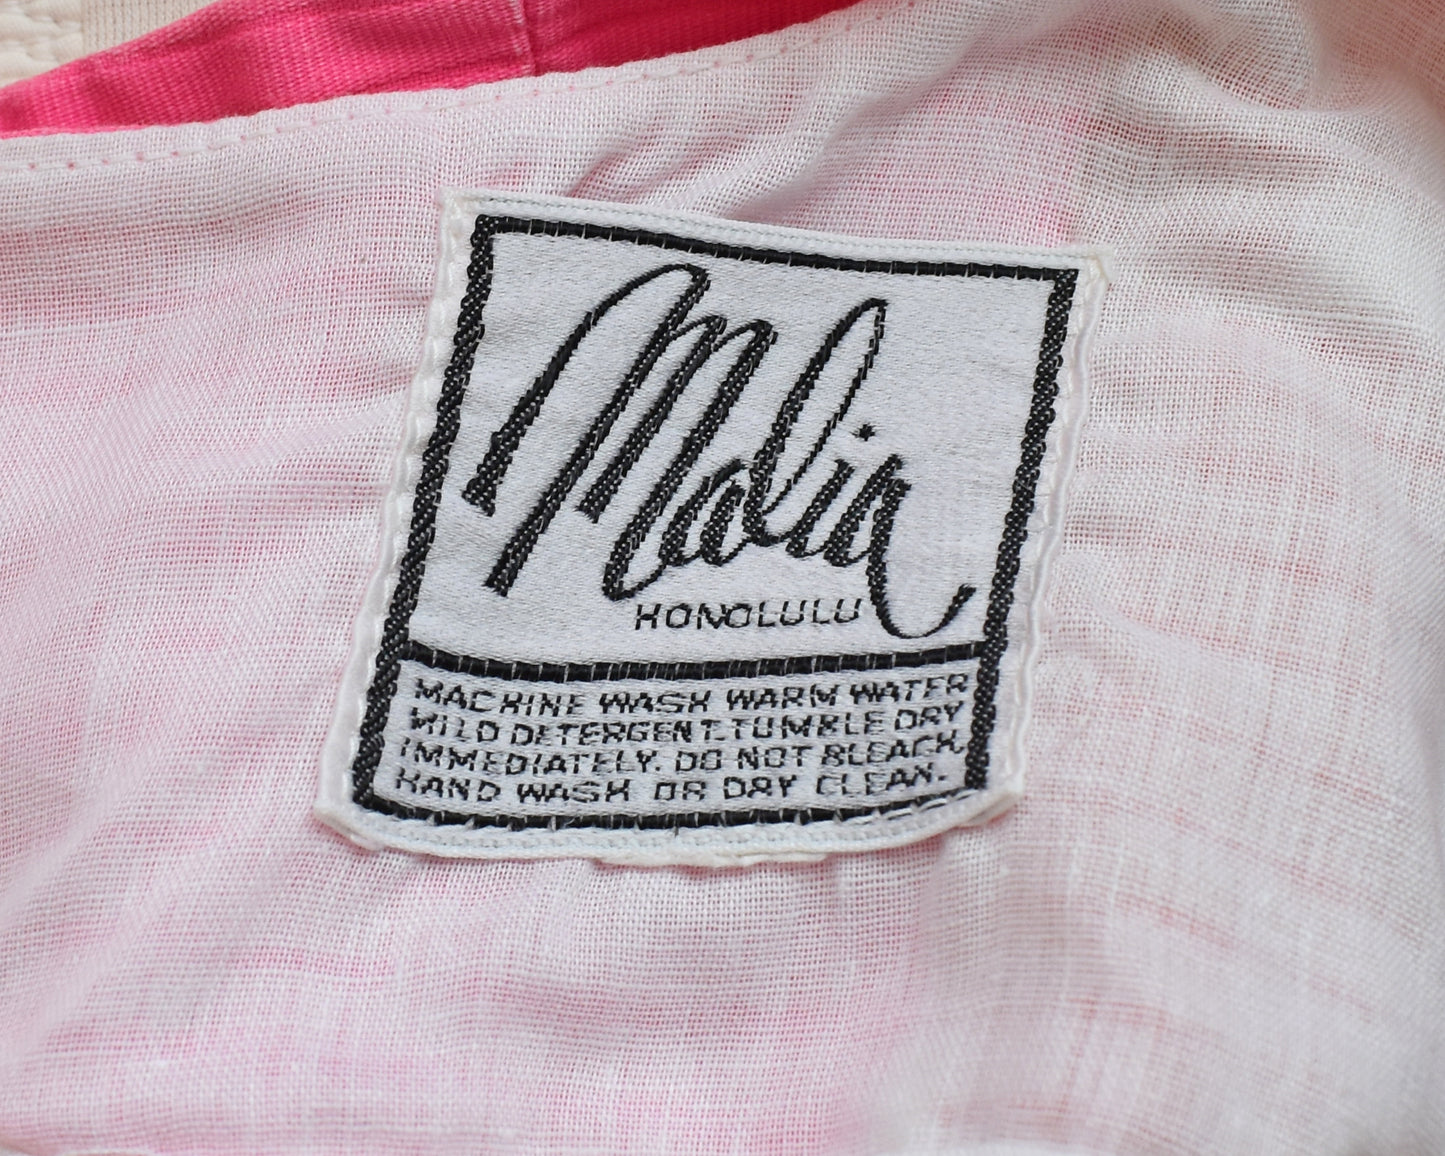 Malia
HONOLULU
MACHINE WASH WARM WATER
MILD DETERGENT. TUMBLE DRY
IMMEDIATELY. DO NOT BLEACH.
HAND WASH OR DRY CLEAN.